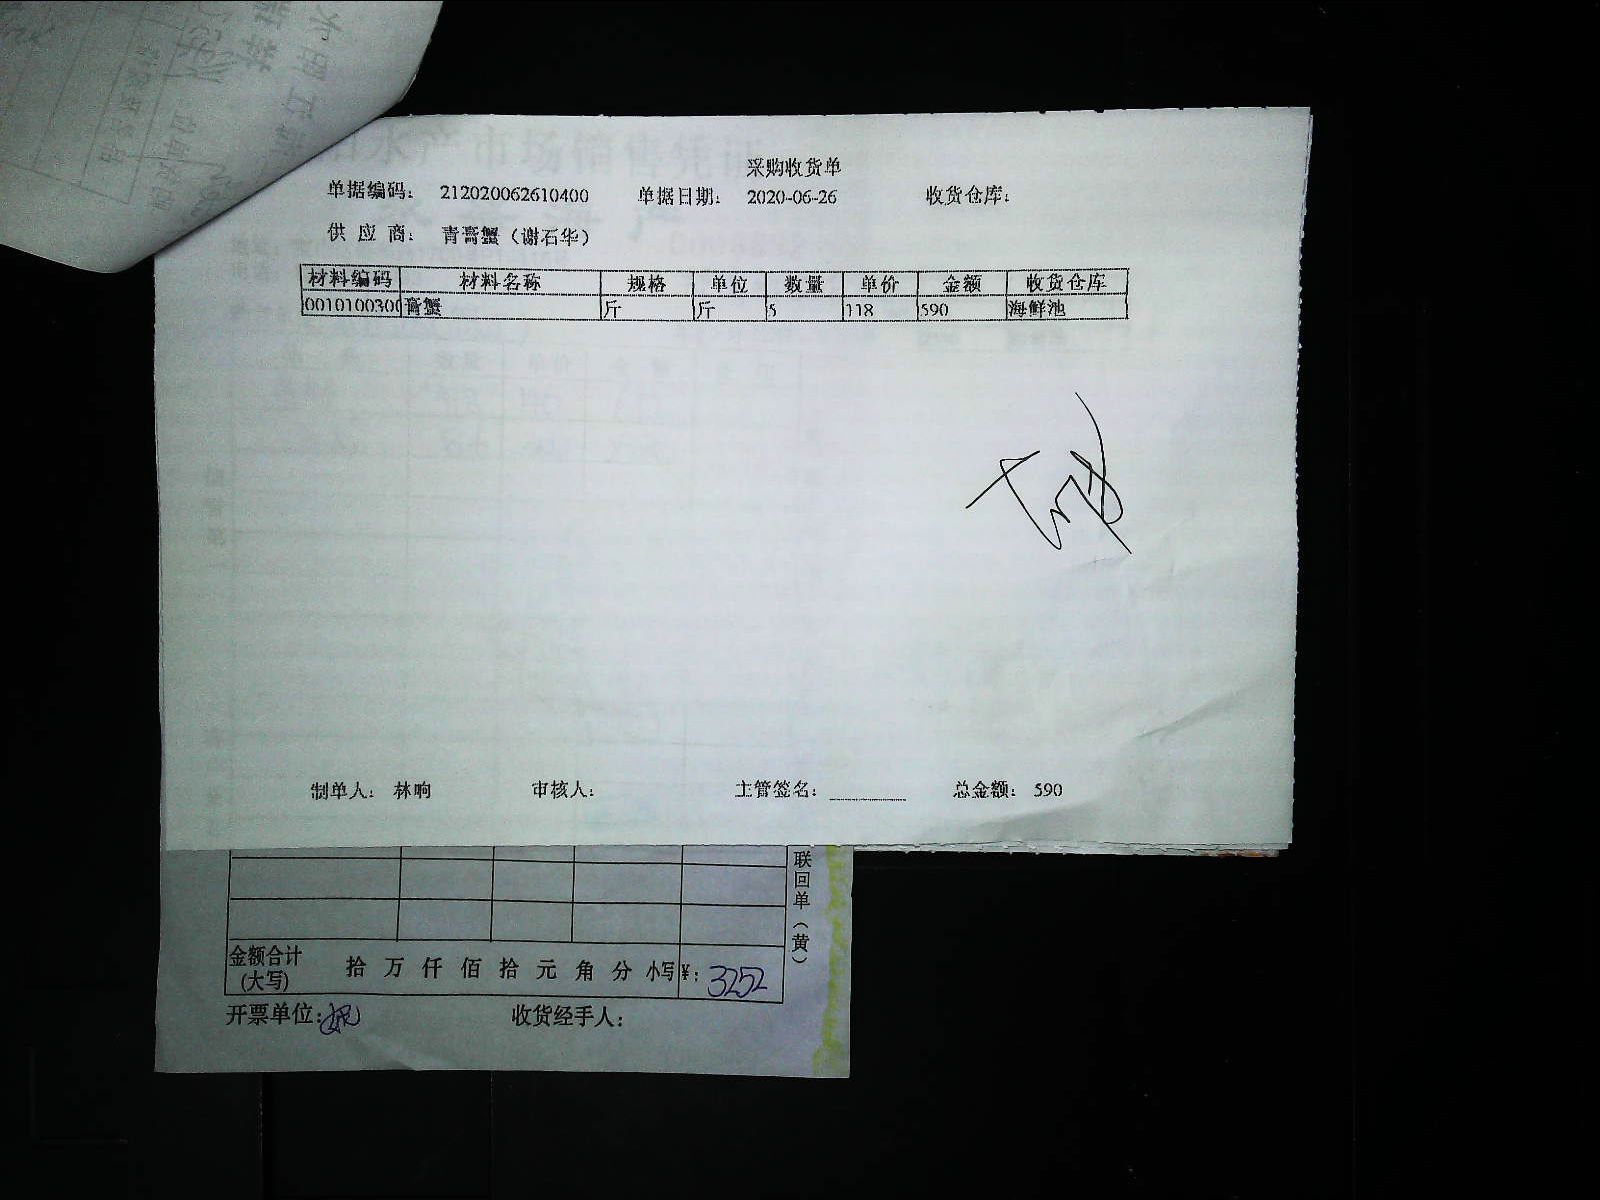 采购收货单
单据编码: 212020062610400 单据日期: 2020-06-26 收货仓库:
供应商: 青膏蟹（谢石华）
材料编码 材料名称 规格 单位 数量 单价 金额 收货仓库
0010100300 膏蟹 斤 斤 5 118 590 海鲜池
制单人: 林晌 审核人: 主管签名: 总金额: 590
联回单（黄）
金额合计(大写) 拾 万 仟 佰 拾 元 角 分 小写¥: 3252
开票单位: 收货经手人: